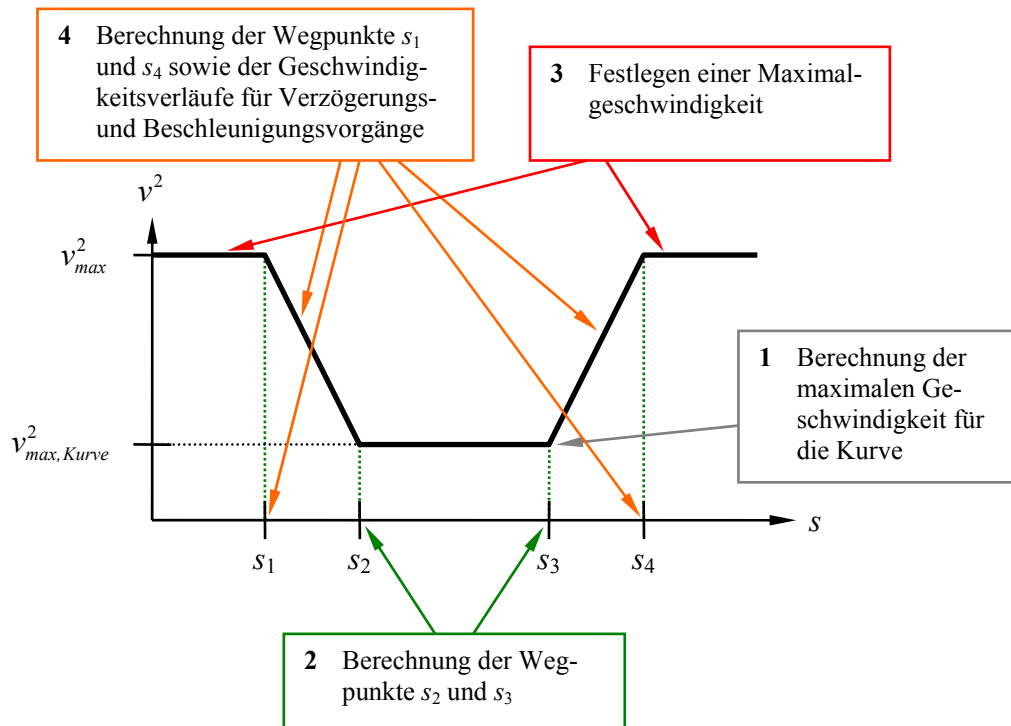 4 Berechnung der Wegpunkte s1
und s4 sowie der Geschwindig-
keitsverläufe für Verzögerungs-
und Beschleunigungsvorgänge
3 Festlegen einer Maximal-
geschwindigkeit
v²
v²max
1 Berechnung der
maximalen Ge-
schwindigkeit für
die Kurve
v²max,Kurve
s
s1 s2 s3 s4
2 Berechnung der Weg-
punkte s2 und s3